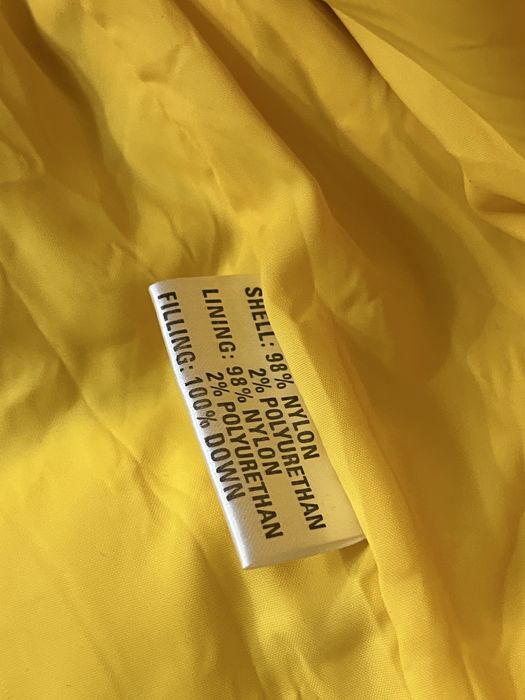 SHELL: 98% NYLON
2% POLYURETHAN
LINING: 98% NYLON
2% POLYURETHAN
FILLING: 100% DOWN